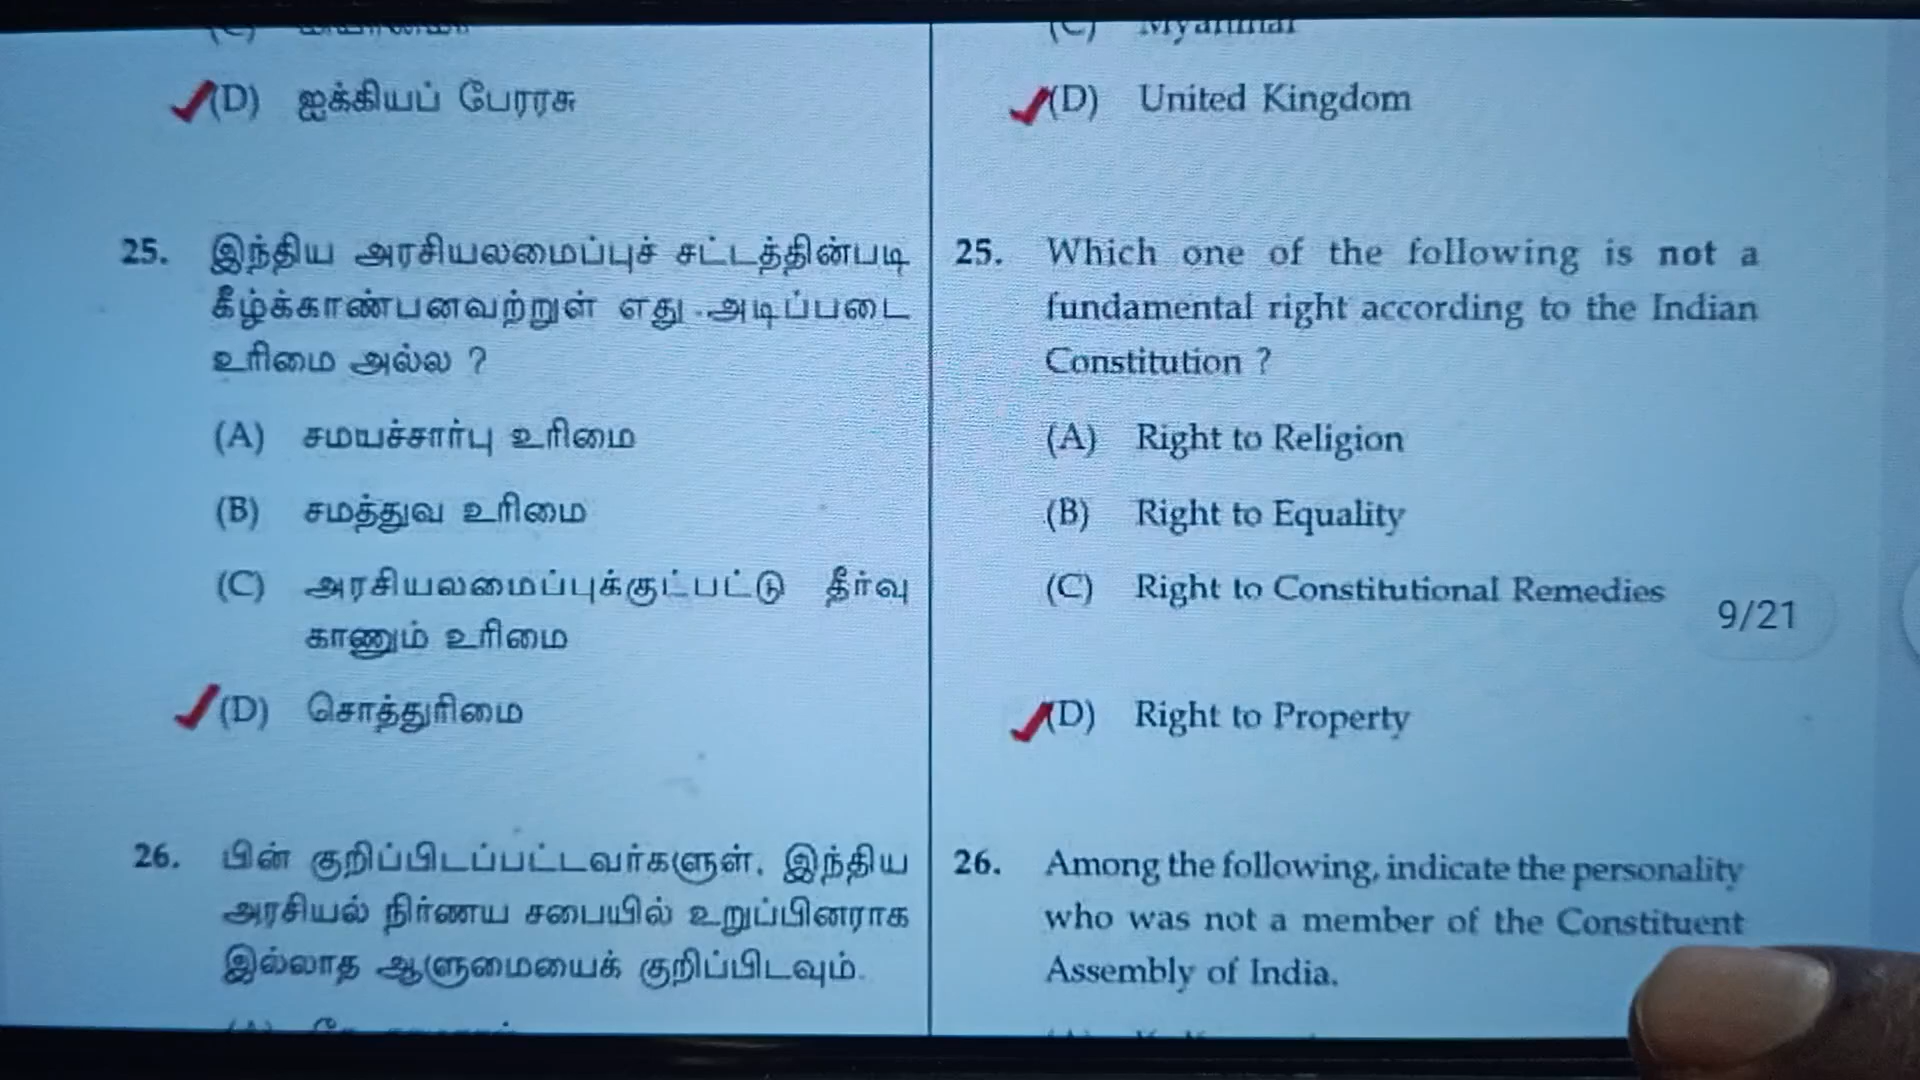 (D) ஐக்கியப் பேரரசு
25. இந்திய அரசியலமைப்புச் சட்டத்தின்படி
கீழ்க்காண்பனவற்றுள் எது அடிப்படை
உரிமை அல்ல ?
(A) சமயச்சார்பு உரிமை
(B) சமத்துவ உரிமை
(C) அரசியலமைப்புக்குட்பட்டு தீர்வு
காணும் உரிமை
(D) சொத்துரிமை
26. பின் குறிப்பிடப்பட்டவர்களுள், இந்திய
அரசியல் நிர்ணய சபையில் உறுப்பினராக
இல்லாத ஆளுமையைக் குறிப்பிடவும்.
(C) Myanmar
(D) United Kingdom
25. Which one of the following is not a
fundamental right according to the Indian
Constitution ?
(A) Right to Religion
(B) Right to Equality
(C) Right to Constitutional Remedies
(D) Right to Property
26. Among the following, indicate the personality
who was not a member of the Constituent
Assembly of India.
9/21